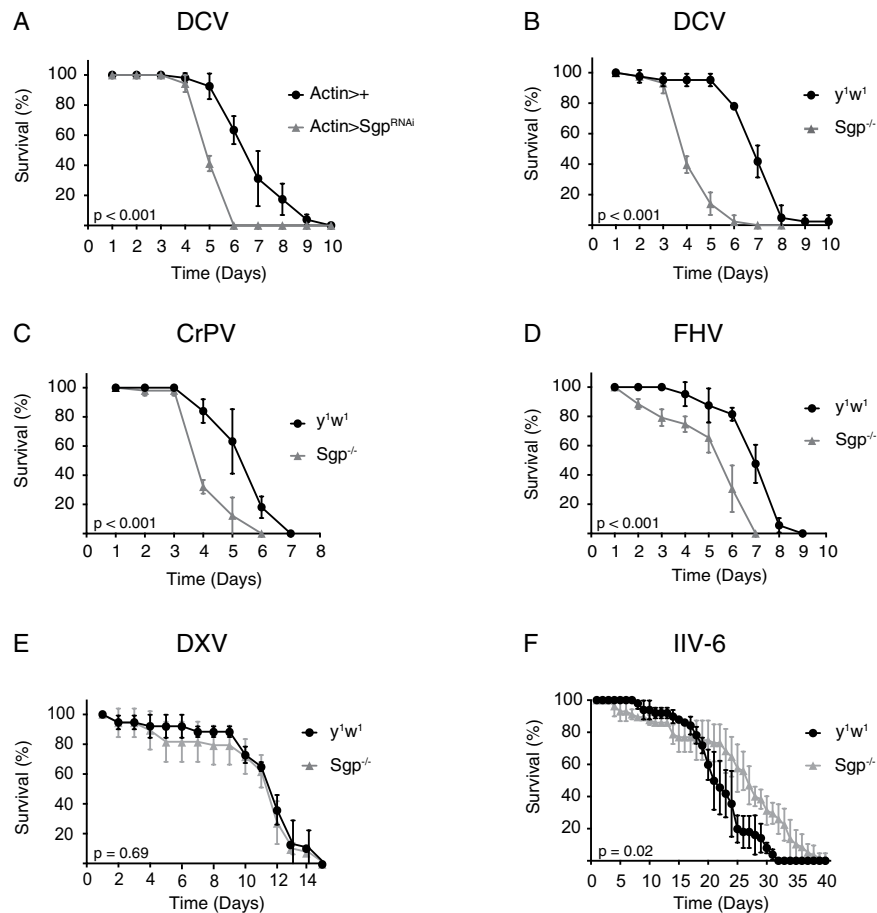 A
DCV
Survival (%)
100
80
60
40
20
p < 0.001
0 1 2 3 4 5 6 7 8 9 10
Time (Days)
Actin>+
Actin>Sgp^RNAi
B
DCV
Survival (%)
100
80
60
40
20
p < 0.001
0 1 2 3 4 5 6 7 8 9 10
Time (Days)
y¹w¹
Sgp⁻/⁻
C
CrPV
Survival (%)
100
80
60
40
20
p < 0.001
0 1 2 3 4 5 6 7 8
Time (Days)
y¹w¹
Sgp⁻/⁻
D
FHV
Survival (%)
100
80
60
40
20
p < 0.001
0 1 2 3 4 5 6 7 8 9 10
Time (Days)
y¹w¹
Sgp⁻/⁻
E
DXV
Survival (%)
100
80
60
40
20
p = 0.69
0 2 4 6 8 10 12 14
Time (Days)
y¹w¹
Sgp⁻/⁻
F
IIV-6
Survival (%)
100
80
60
40
20
p = 0.02
0 5 10 15 20 25 30 35 40
Time (Days)
y¹w¹
Sgp⁻/⁻